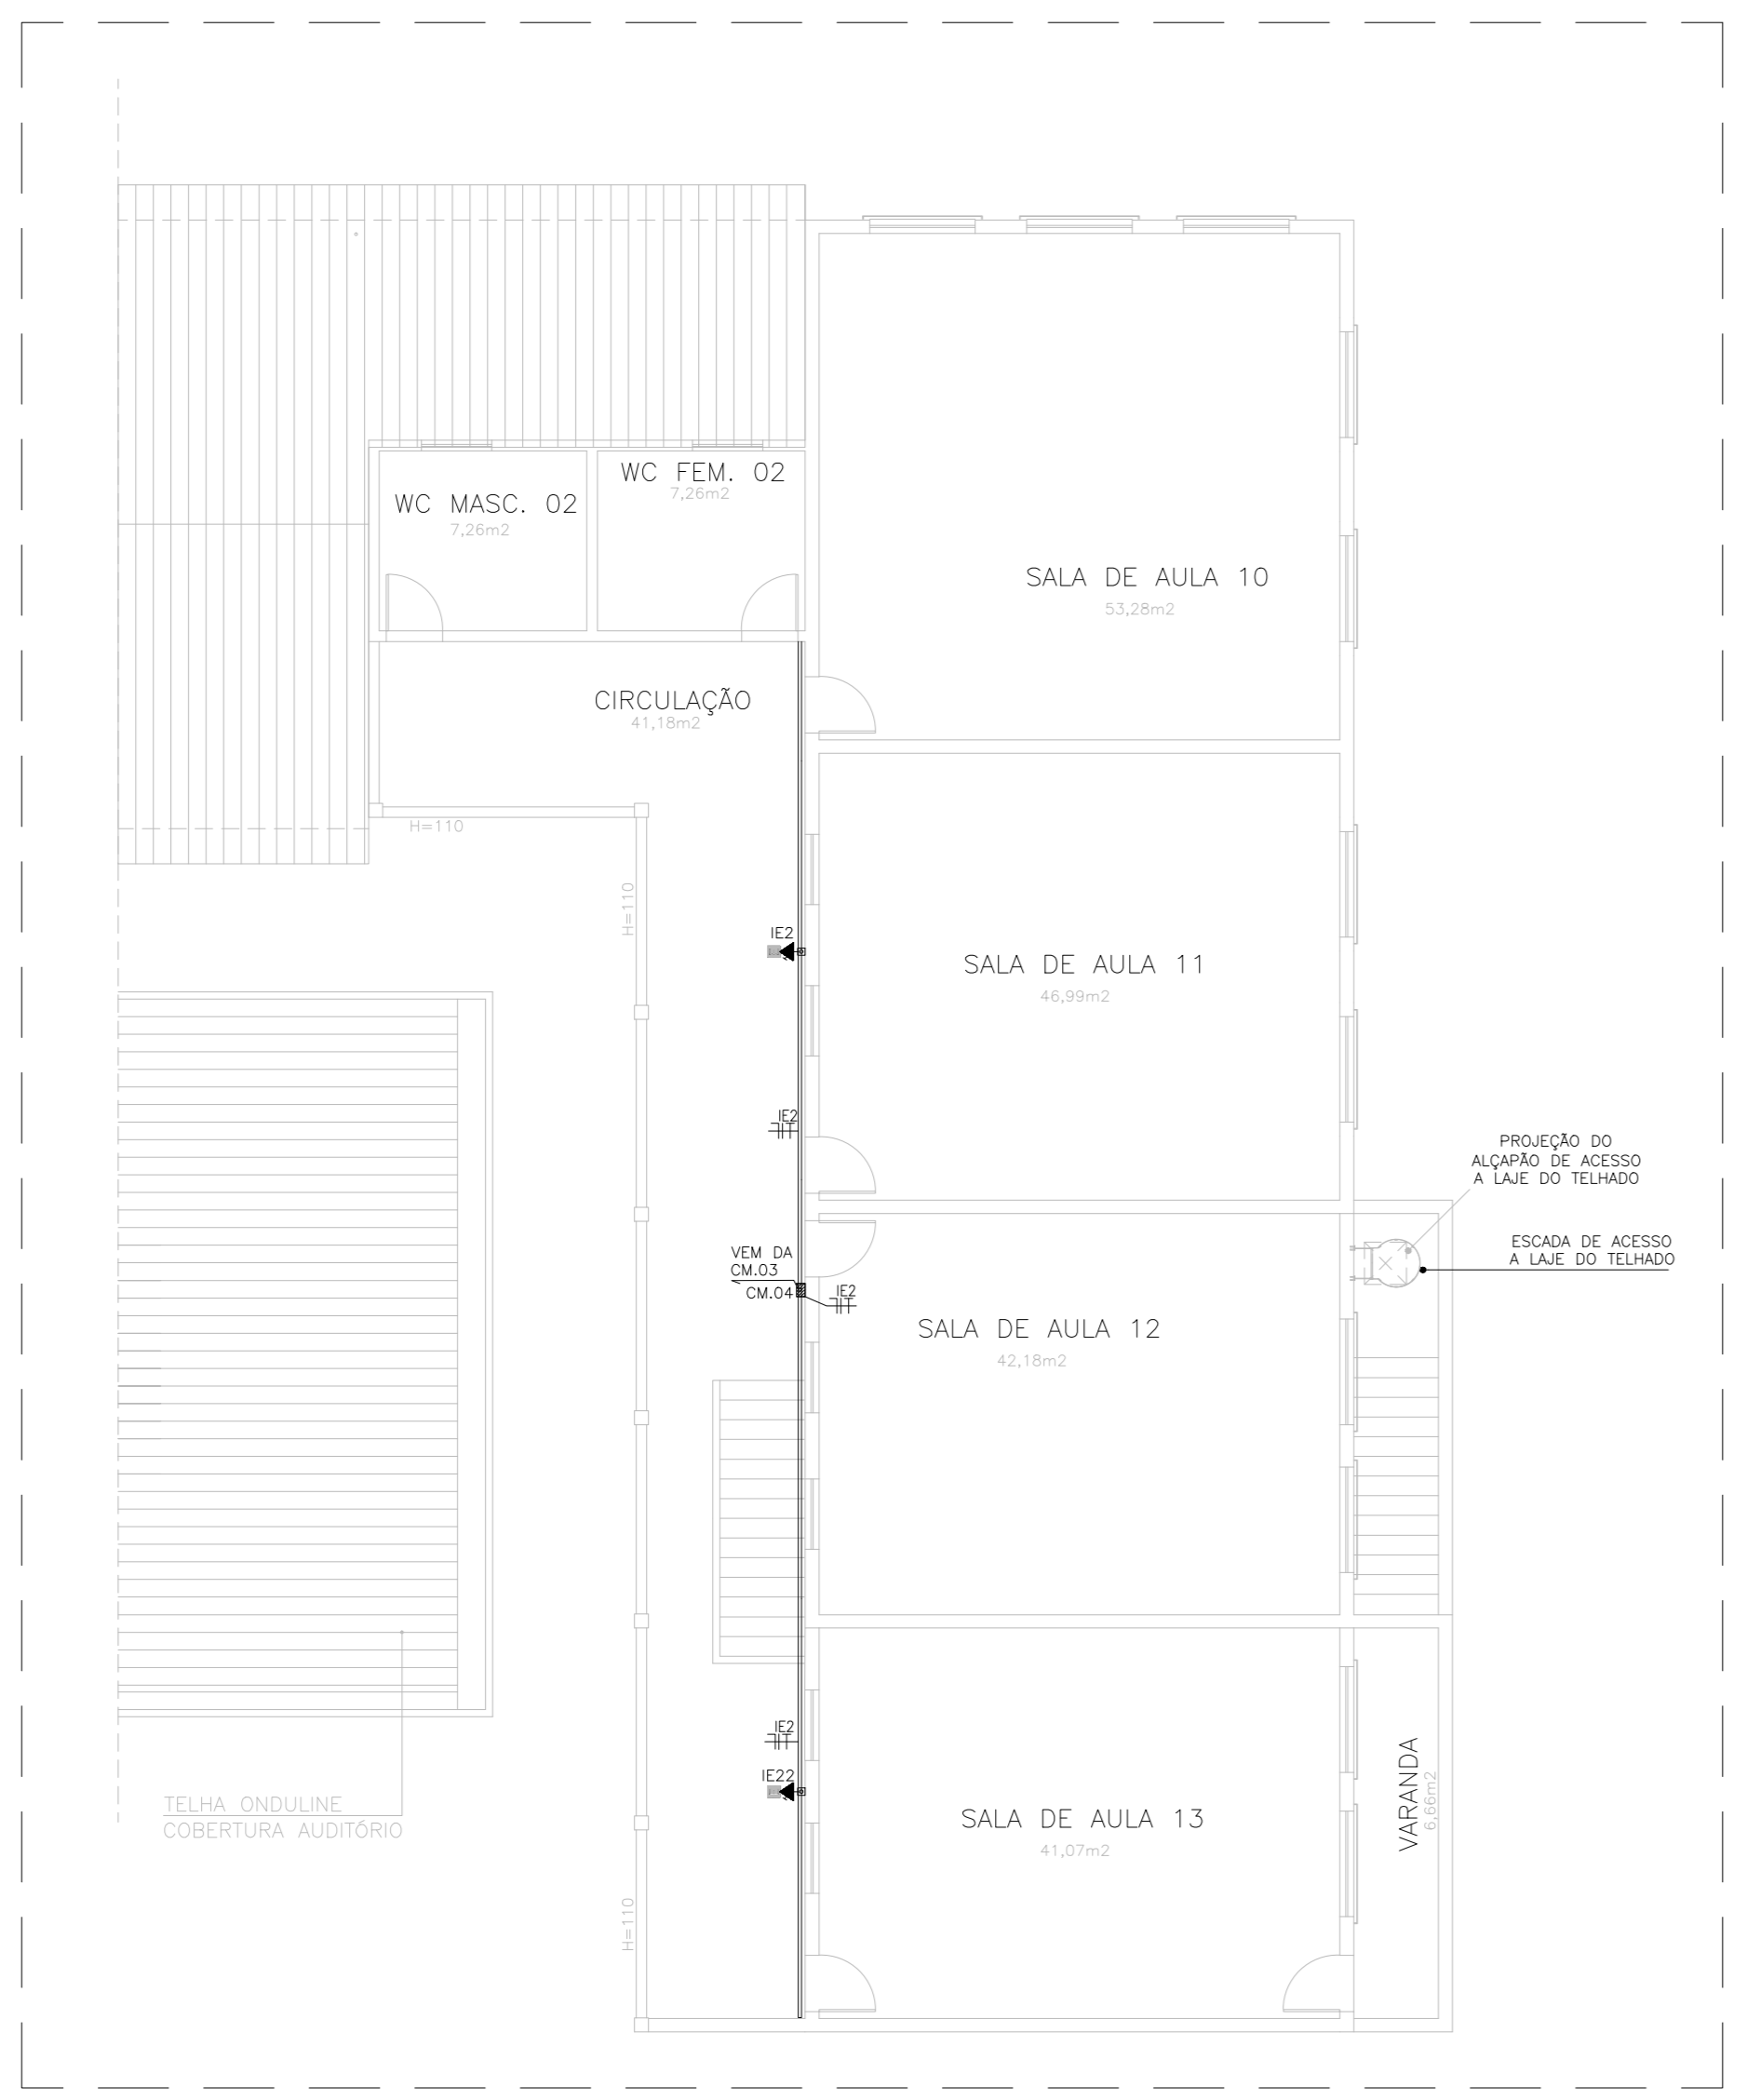 WC FEM. 02
7,26m2
WC MASC. 02
7,26m2
SALA DE AULA 10
53,28m2
CIRCULAÇÃO
41,18m2
H=110
H=110
IE2
SALA DE AULA 11
46,99m2
IE2
PROJEÇÃO DO
ALÇAPÃO DE ACESSO
A LAJE DO TELHADO
ESCADA DE ACESSO
A LAJE DO TELHADO
VEM DA
CM.03
CM.04
IE2
SALA DE AULA 12
42,18m2
IE2
IE22
VARANDA
6,66m2
TELHA ONDULINE
COBERTURA AUDITÓRIO
SALA DE AULA 13
41,07m2
H=110